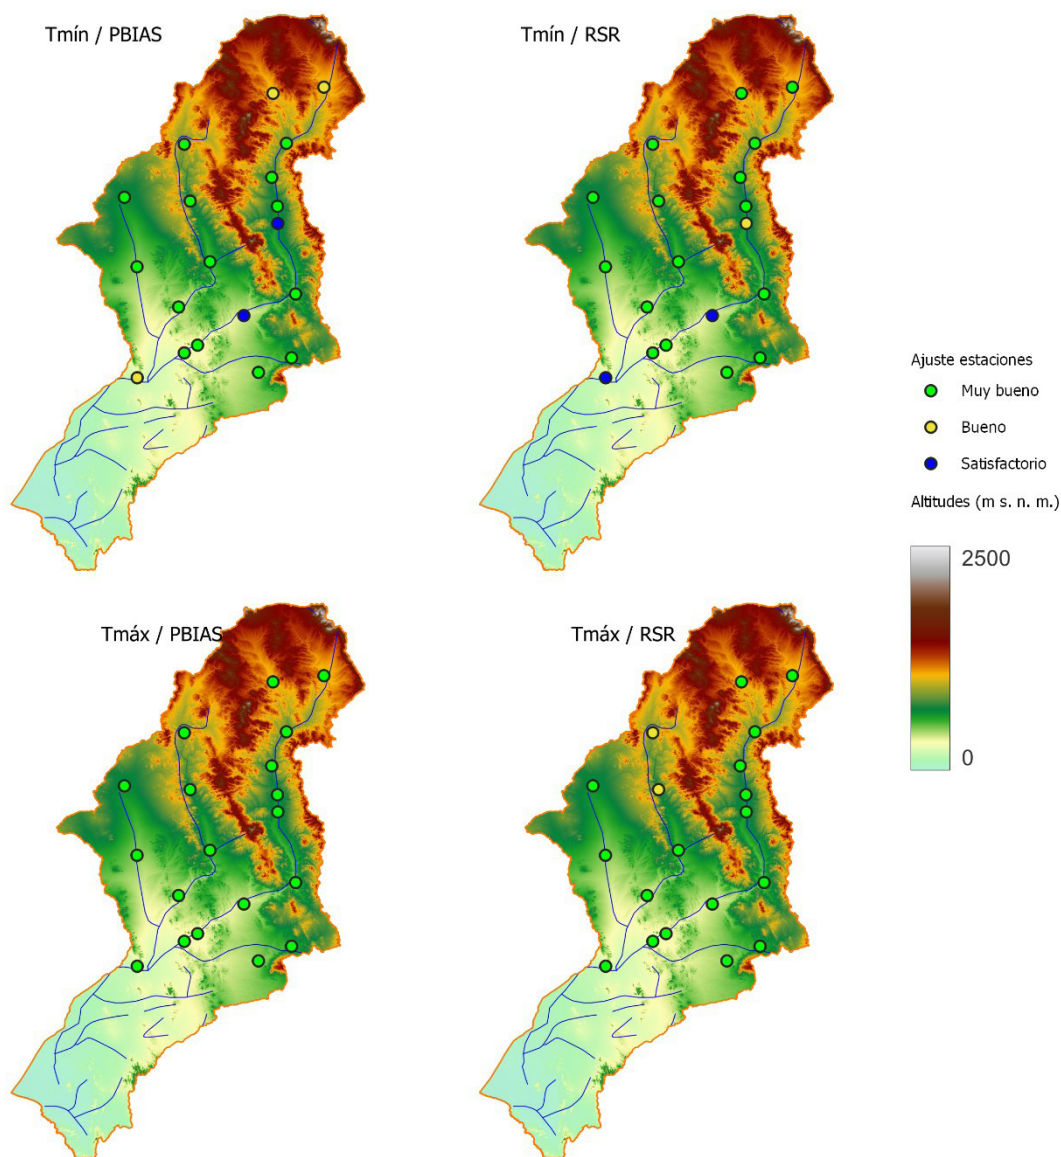 Tmín / PBIAS
Tmín / RSR
Ajuste estaciones
Muy bueno
Bueno
Satisfactorio
Altitudes (m s. n. m.)
2500
0
Tmáx / PBIAS
Tmáx / RSR